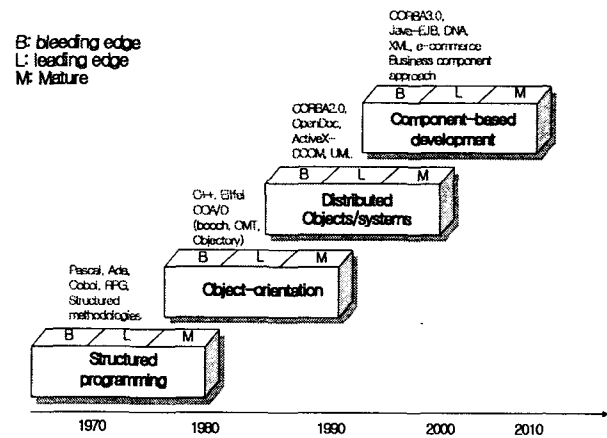 B: bleeding edge
L: leading edge
M: Mature
CORBA3.0,
Java-EJB, DNA,
XML, e-commerce
Business component
approach
B L M
Component-based
development
CORBA2.0,
OpenDoc,
ActiveX-
DCOM, UML
B L M
Distributed
Objects/systems
C++, Eiffel
OOA/D
(booch, OMT,
Objectory)
B L M
Object-orientation
Pascal, Ada,
Cobol, RPG,
Structured
methodologies
B L M
Structured
programming
1970 1980 1990 2000 2010